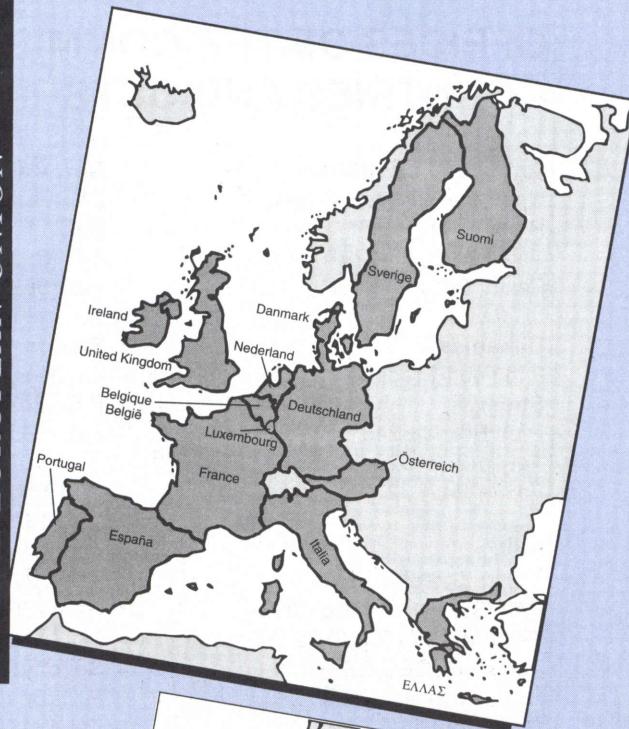 Suomi
Sverige
Ireland
Danmark
United Kingdom
Nederland
Belgique
België
Deutschland
Luxembourg
Österreich
Portugal
France
España
Italia
ΕΛΛΑΣ